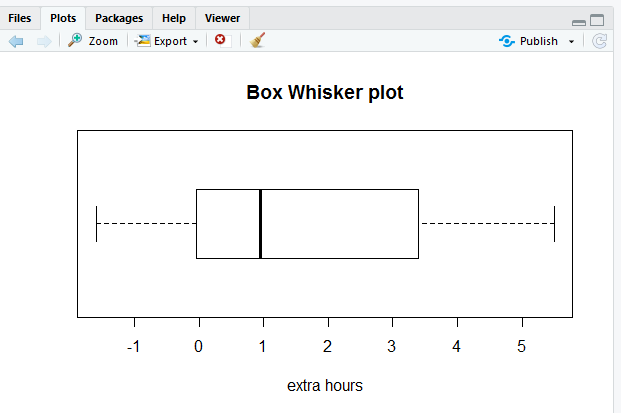 Files Plots Packages Help Viewer
Zoom Export Publish
Box Whisker plot
-1 0 1 2 3 4 5
extra hours